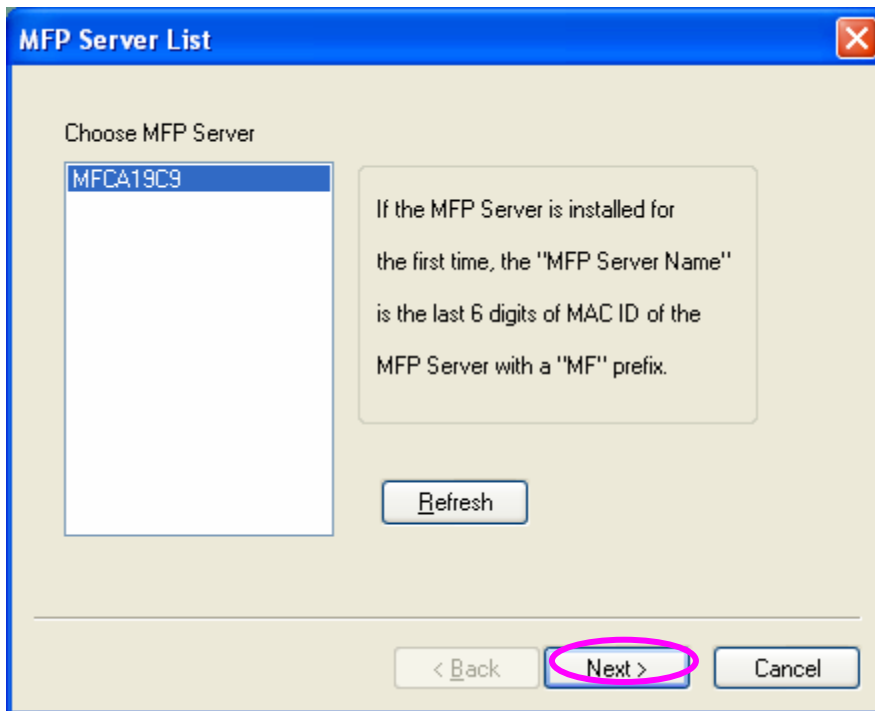 MFP Server List
Choose MFP Server
MFCA19C9
If the MFP Server is installed for
the first time, the "MFP Server Name"
is the last 6 digits of MAC ID of the
MFP Server with a "MF" prefix.
Refresh
< Back
Next >
Cancel